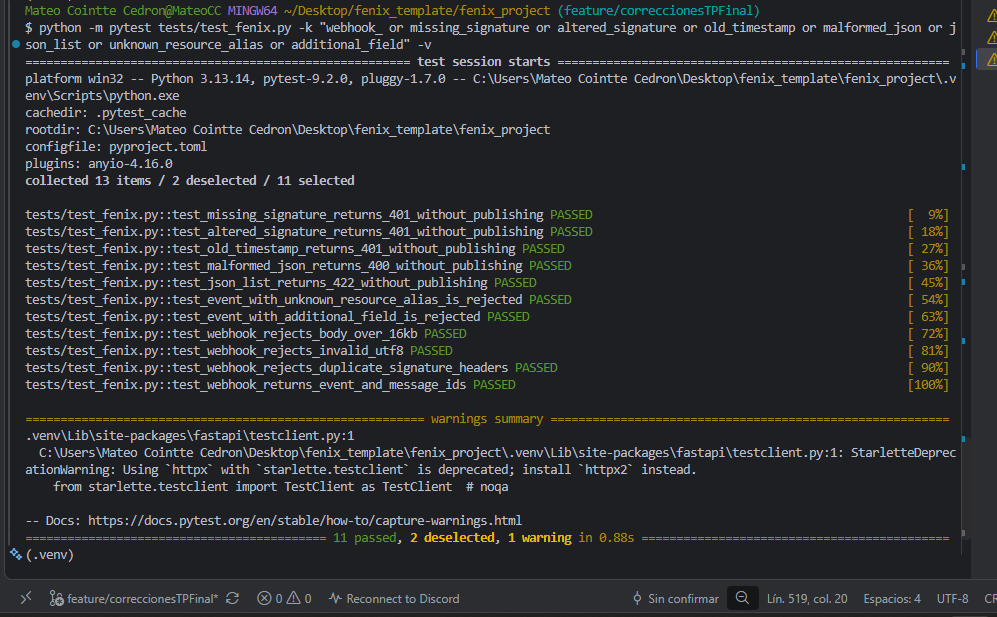 Mateo Cointte Cedron@MateoCC MINGW64 ~/Desktop/fenix_template/fenix_project (feature/correccionesTPFinal)
$ python -m pytest tests/test_fenix.py -k "webhook_ or missing_signature or altered_signature or old_timestamp or malformed_json or j
son_list or unknown_resource_alias or additional_field" -v
================================================ test session starts =================================================
platform win32 -- Python 3.13.14, pytest-9.2.0, pluggy-1.7.0 -- C:\Users\Mateo Cointte Cedron\Desktop\fenix_template\fenix_project\.v
env\Scripts\python.exe
cachedir: .pytest_cache
rootdir: C:\Users\Mateo Cointte Cedron\Desktop\fenix_template\fenix_project
configfile: pyproject.toml
plugins: anyio-4.16.0
collected 13 items / 2 deselected / 11 selected
tests/test_fenix.py::test_missing_signature_returns_401_without_publishing PASSED [  9%]
tests/test_fenix.py::test_altered_signature_returns_401_without_publishing PASSED [ 18%]
tests/test_fenix.py::test_old_timestamp_returns_401_without_publishing PASSED [ 27%]
tests/test_fenix.py::test_malformed_json_returns_400_without_publishing PASSED [ 36%]
tests/test_fenix.py::test_json_list_returns_422_without_publishing PASSED [ 45%]
tests/test_fenix.py::test_event_with_unknown_resource_alias_is_rejected PASSED [ 54%]
tests/test_fenix.py::test_event_with_additional_field_is_rejected PASSED [ 63%]
tests/test_fenix.py::test_webhook_rejects_body_over_16kb PASSED [ 72%]
tests/test_fenix.py::test_webhook_rejects_invalid_utf8 PASSED [ 81%]
tests/test_fenix.py::test_webhook_rejects_duplicate_signature_headers PASSED [ 90%]
tests/test_fenix.py::test_webhook_returns_event_and_message_ids PASSED [100%]
================================================== warnings summary ==================================================
.venv\Lib\site-packages\fastapi\testclient.py:1
C:\Users\Mateo Cointte Cedron\Desktop\fenix_template\fenix_project\.venv\Lib\site-packages\fastapi\testclient.py:1: StarletteDeprec
ationWarning: Using `httpx` with `starlette.testclient` is deprecated; install `httpx2` instead.
from starlette.testclient import TestClient as TestClient  # noqa
-- Docs: https://docs.pytest.org/en/stable/how-to/capture-warnings.html
==================================== 11 passed, 2 deselected, 1 warning in 0.88s =====================================
(.venv)
feature/correccionesTPFinal* 0 0 Reconnect to Discord Sin confirmar Lín. 519, col. 20 Espacios: 4 UTF-8